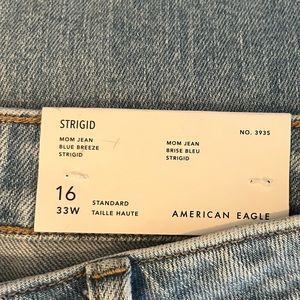 STRIGID
MOM JEAN
BLUE BREEZE
STRIGID
MOM JEAN
BRISE BLEU
STRIGID
NO. 3935
16
33W
STANDARD
TAILLE HAUTE
AMERICAN EAGLE